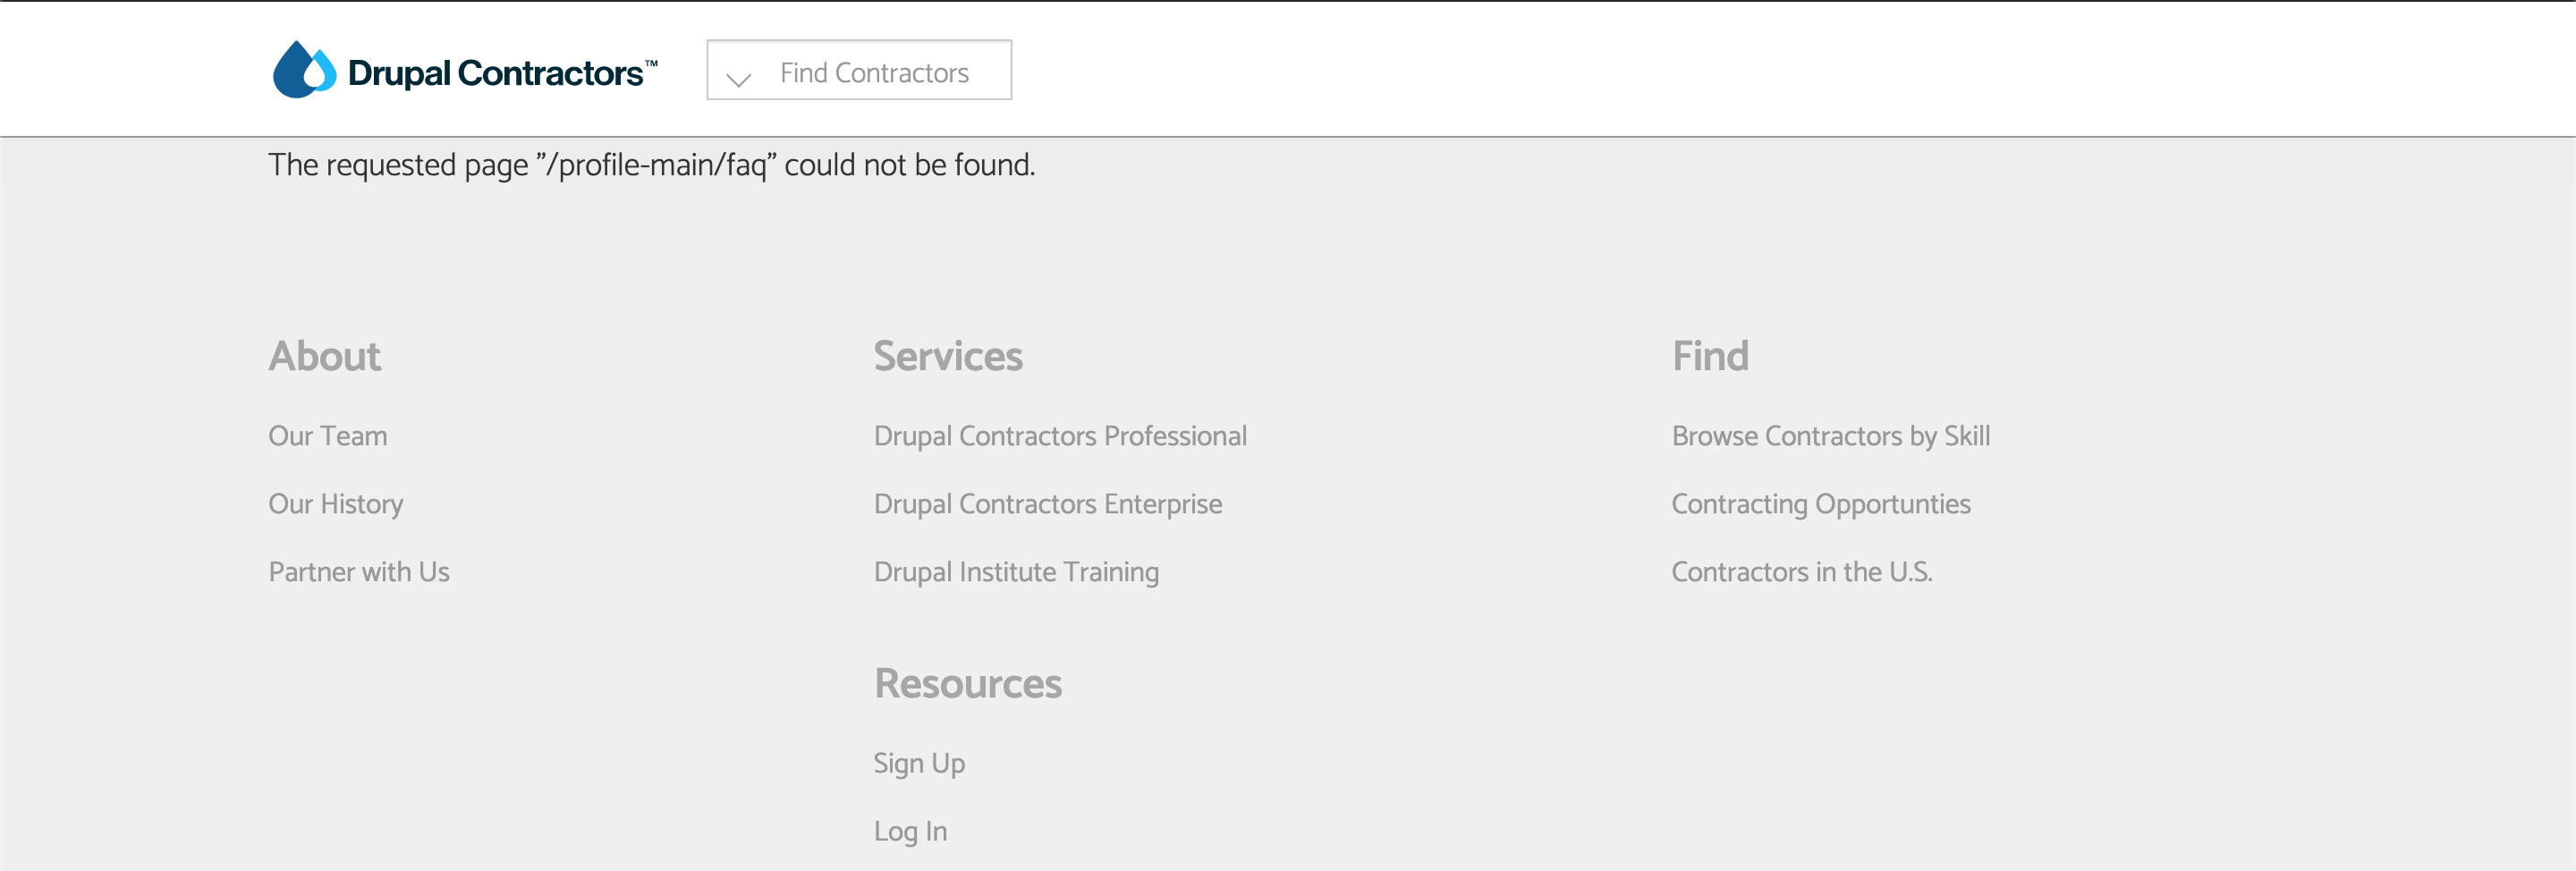 Drupal Contractors™
Find Contractors
The requested page "/profile-main/faq" could not be found.
About
Our Team
Our History
Partner with Us
Services
Drupal Contractors Professional
Drupal Contractors Enterprise
Drupal Institute Training
Resources
Sign Up
Log In
Find
Browse Contractors by Skill
Contracting Opportunties
Contractors in the U.S.